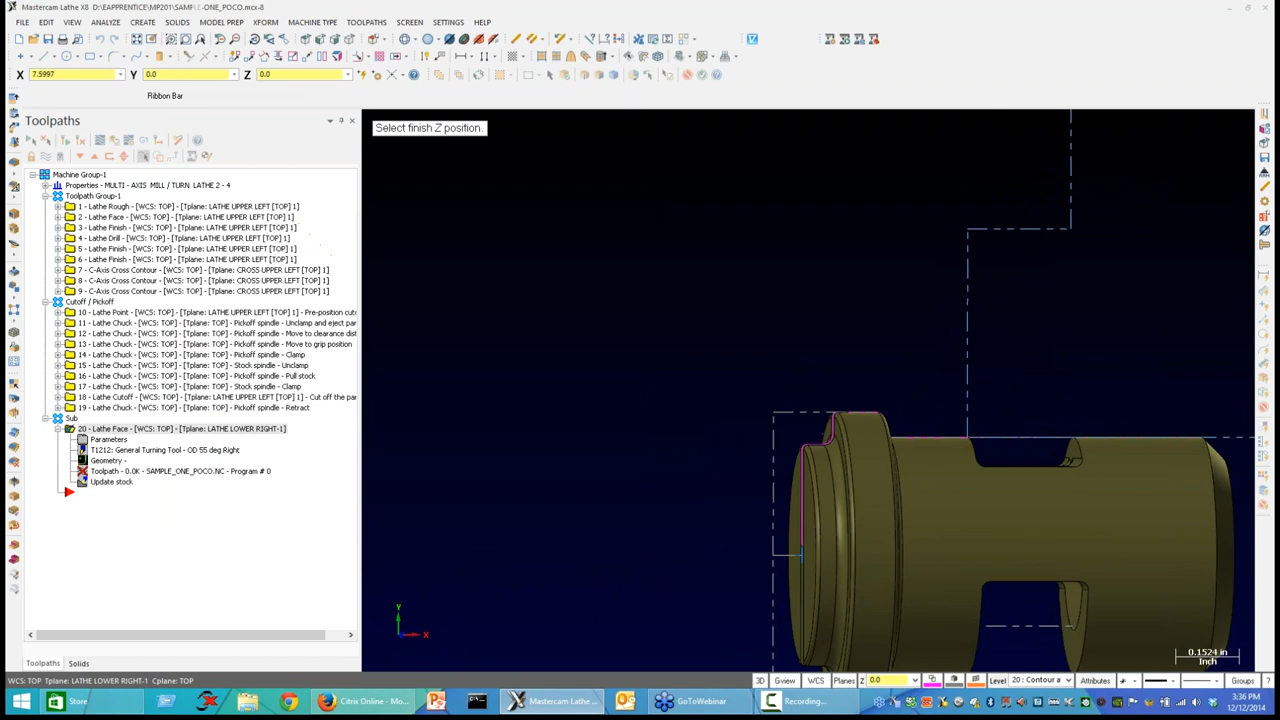 Mastercam Lathe X8 D:\EAPPRENTICE\MP201\SAMPLE-ONE_POCO.mcx-8
FILE EDIT VIEW ANALYZE CREATE SOLIDS MODEL PREP XFORM MACHINE TYPE TOOLPATHS SCREEN SETTINGS HELP
X 7.5997 Y 0.0 Z 0.0
Ribbon Bar
Toolpaths
Select finish Z position.
G1
Machine Group-1
Properties - MULTI - AXIS MILL / TURN LATHE 2 - 4
Toolpath Group-1
1 - Lathe Rough - [WCS: TOP] - [Tplane: LATHE UPPER LEFT [TOP] 1]
2 - Lathe Face - [WCS: TOP] - [Tplane: LATHE UPPER LEFT [TOP] 1]
3 - Lathe Finish - [WCS: TOP] - [Tplane: LATHE UPPER LEFT [TOP] 1]
4 - Lathe Drill - [WCS: TOP] - [Tplane: LATHE UPPER LEFT [TOP] 1]
5 - Lathe Finish - [WCS: TOP] - [Tplane: LATHE UPPER LEFT [TOP] 1]
6 - Lathe Finish - [WCS: TOP] - [Tplane: LATHE UPPER LEFT [TOP] 1]
7 - C-Axis Cross Contour - [WCS: TOP] - [Tplane: CROSS UPPER LEFT [TOP] 1]
8 - C-Axis Cross Contour - [WCS: TOP] - [Tplane: CROSS UPPER LEFT [TOP] 1]
9 - C-Axis Cross Contour - [WCS: TOP] - [Tplane: CROSS UPPER LEFT [TOP] 1]
Cutoff / Pickoff
10 - Lathe Point - [WCS: TOP] - [Tplane: LATHE UPPER LEFT [TOP] 1] - Pre-position cuto
11 - Lathe Chuck - [WCS: TOP] - [Tplane: TOP] - Pickoff spindle - Unclamp and eject par
12 - Lathe Chuck - [WCS: TOP] - [Tplane: TOP] - Pickoff spindle - Move to clearance dist
13 - Lathe Chuck - [WCS: TOP] - [Tplane: TOP] - Pickoff spindle - Move to grip position
14 - Lathe Chuck - [WCS: TOP] - [Tplane: TOP] - Pickoff spindle - Clamp
15 - Lathe Chuck - [WCS: TOP] - [Tplane: TOP] - Stock spindle - Unclamp
16 - Lathe Chuck - [WCS: TOP] - [Tplane: TOP] - Pickoff spindle - Pull stock
17 - Lathe Chuck - [WCS: TOP] - [Tplane: TOP] - Stock spindle - Clamp
18 - Lathe Cutoff - [WCS: TOP] - [Tplane: LATHE UPPER LEFT [TOP] 1] - Cut off the pa
19 - Lathe Chuck - [WCS: TOP] - [Tplane: TOP] - Pickoff spindle - Retract
Sub
20 - Lathe Face - [WCS: TOP] - [Tplane: LATHE LOWER RIGHT-1]
Parameters
T1212: General Turning Tool - OD 55 deg Right
Geometry -
Toolpath - 0.0K - SAMPLE_ONE_POCO.NC - Program # 0
Update stock
Y
X
0.1524 in
Inch
Toolpaths Solids
WCS: TOP Tplane: LATHE LOWER RIGHT-1 Cplane: TOP
3D Gview WCS Planes Z 0.0 Level 20 : Contour a Attributes Groups ?
Store
Citrix Online - Mo...
Mastercam Lathe ...
GoToWebinar
Recording...
3:36 PM
12/12/2014